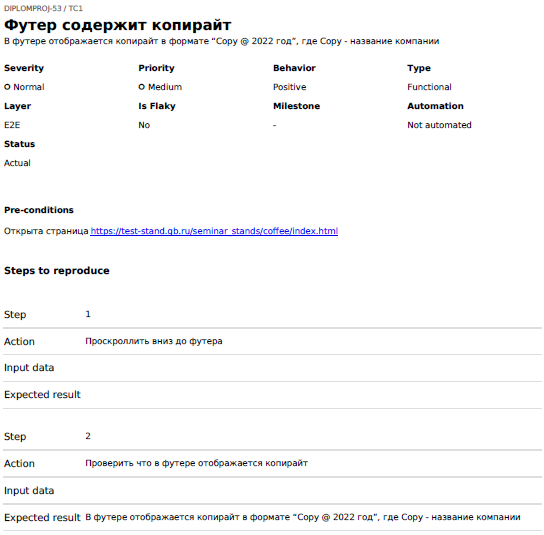 DIPLOMPROJ-53 / TC1
Футер содержит копирайт
В футере отображается копирайт в формате “Copy @ 2022 год”, где Copy - название компании
Severity Priority Behavior Type
Normal Medium Positive Functional
Layer Is Flaky Milestone Automation
E2E No - Not automated
Status
Actual
Pre-conditions
Открыта страница https://test-stand.gb.ru/seminar_stands/coffee/index.html
Steps to reproduce
Step 1
Action Проскроллить вниз до футера
Input data
Expected result
Step 2
Action Проверить что в футере отображается копирайт
Input data
Expected result В футере отображается копирайт в формате “Copy @ 2022 год”, где Copy - название компании